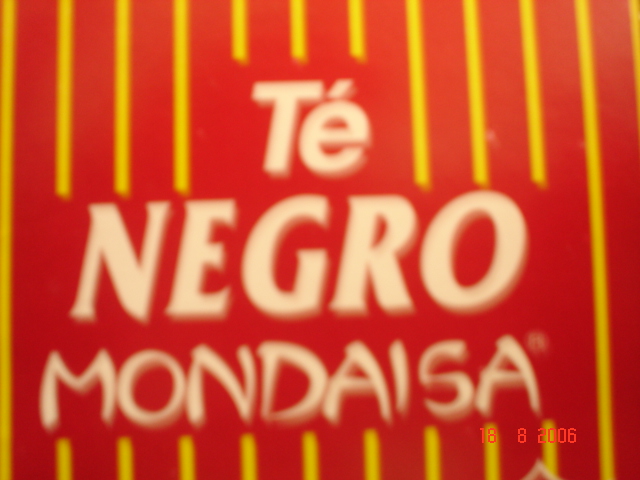 Té
NEGRO
MONDAISA®
18 8 2006